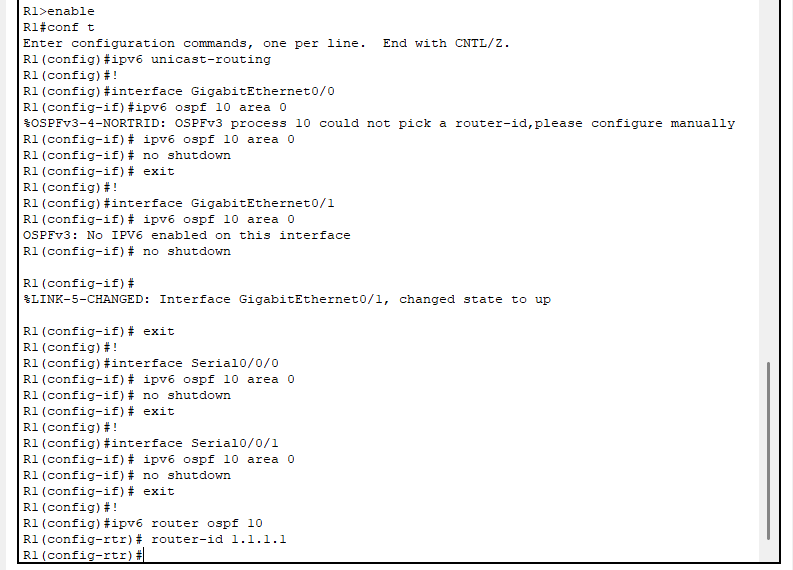 R1>enable
R1#conf t
Enter configuration commands, one per line.  End with CNTL/Z.
R1(config)#ipv6 unicast-routing
R1(config)#!
R1(config)#interface GigabitEthernet0/0
R1(config-if)#ipv6 ospf 10 area 0
%OSPFv3-4-NORTRID: OSPFv3 process 10 could not pick a router-id,please configure manually
R1(config-if)# ipv6 ospf 10 area 0
R1(config-if)# no shutdown
R1(config-if)# exit
R1(config)#!
R1(config)#interface GigabitEthernet0/1
R1(config-if)# ipv6 ospf 10 area 0
OSPFv3: No IPV6 enabled on this interface
R1(config-if)# no shutdown

R1(config-if)#
%LINK-5-CHANGED: Interface GigabitEthernet0/1, changed state to up

R1(config-if)# exit
R1(config)#!
R1(config)#interface Serial0/0/0
R1(config-if)# ipv6 ospf 10 area 0
R1(config-if)# no shutdown
R1(config-if)# exit
R1(config)#!
R1(config)#interface Serial0/0/1
R1(config-if)# ipv6 ospf 10 area 0
R1(config-if)# no shutdown
R1(config-if)# exit
R1(config)#!
R1(config)#ipv6 router ospf 10
R1(config-rtr)# router-id 1.1.1.1
R1(config-rtr)#